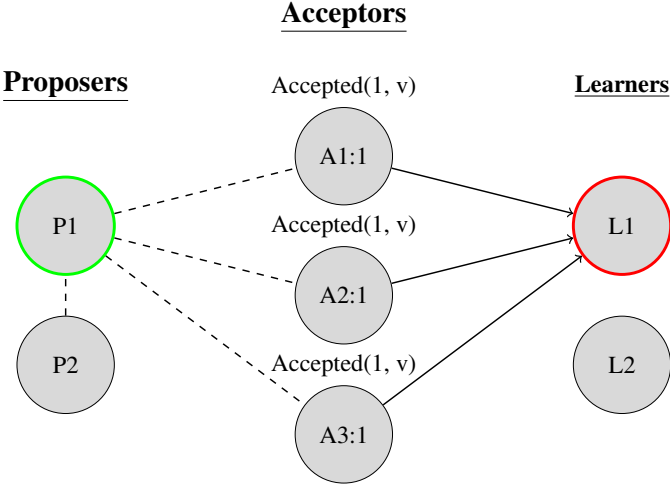 Acceptors
Proposers
Learners
Accepted(1, v)
A1:1
P1
Accepted(1, v)
L1
A2:1
P2
Accepted(1, v)
L2
A3:1